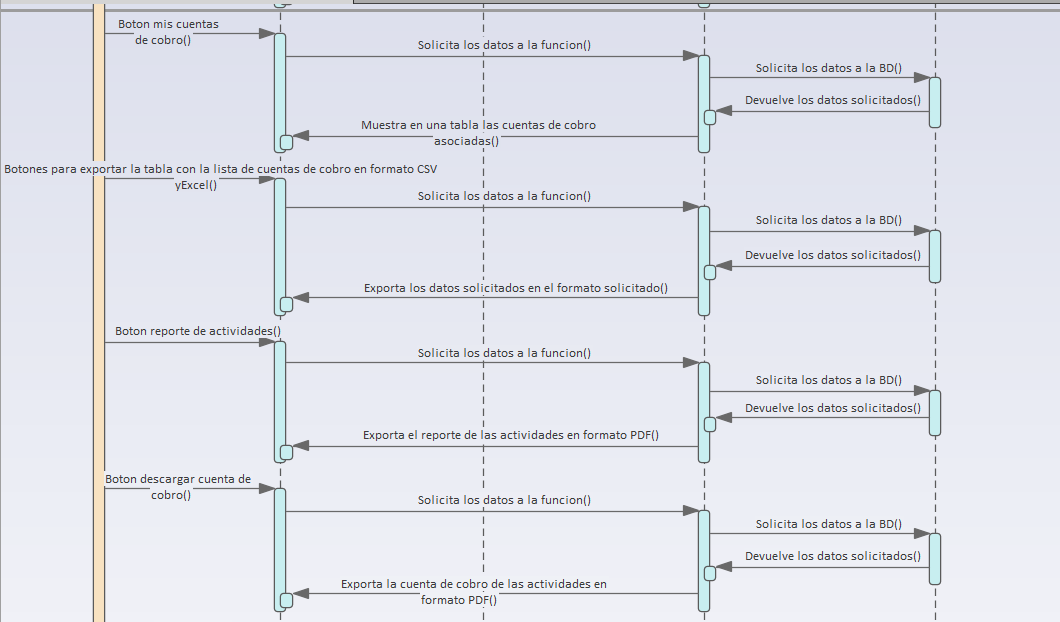 Boton mis cuentas
de cobro()
Solicita los datos a la funcion()
Solicita los datos a la BD()
Devuelve los datos solicitados()
Muestra en una tabla las cuentas de cobro
asociadas()
Botones para exportar la tabla con la lista de cuentas de cobro en formato CSV
yExcel()
Solicita los datos a la funcion()
Solicita los datos a la BD()
Devuelve los datos solicitados()
Exporta los datos solicitados en el formato solicitado()
Boton reporte de actividades()
Solicita los datos a la funcion()
Solicita los datos a la BD()
Devuelve los datos solicitados()
Exporta el reporte de las actividades en formato PDF()
Boton descargar cuenta de
cobro()
Solicita los datos a la funcion()
Solicita los datos a la BD()
Devuelve los datos solicitados()
Exporta la cuenta de cobro de las actividades en
formato PDF()